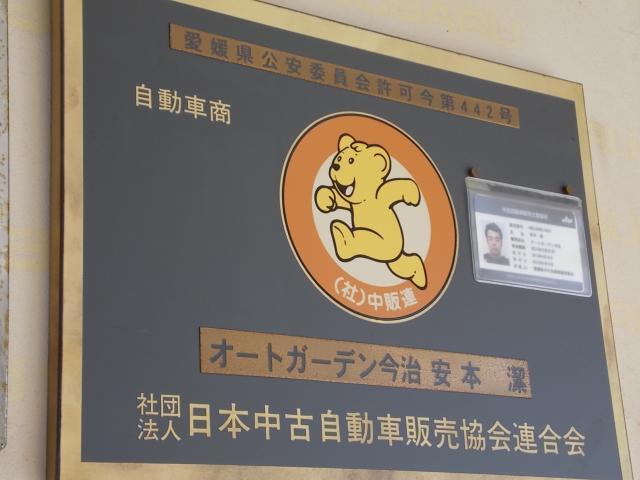 愛媛県公安委員会許可今第442号
自動車商
(社)中販連
オートガーデン今治 安本 潔
社団法人 日本中古自動車販売協会連合会